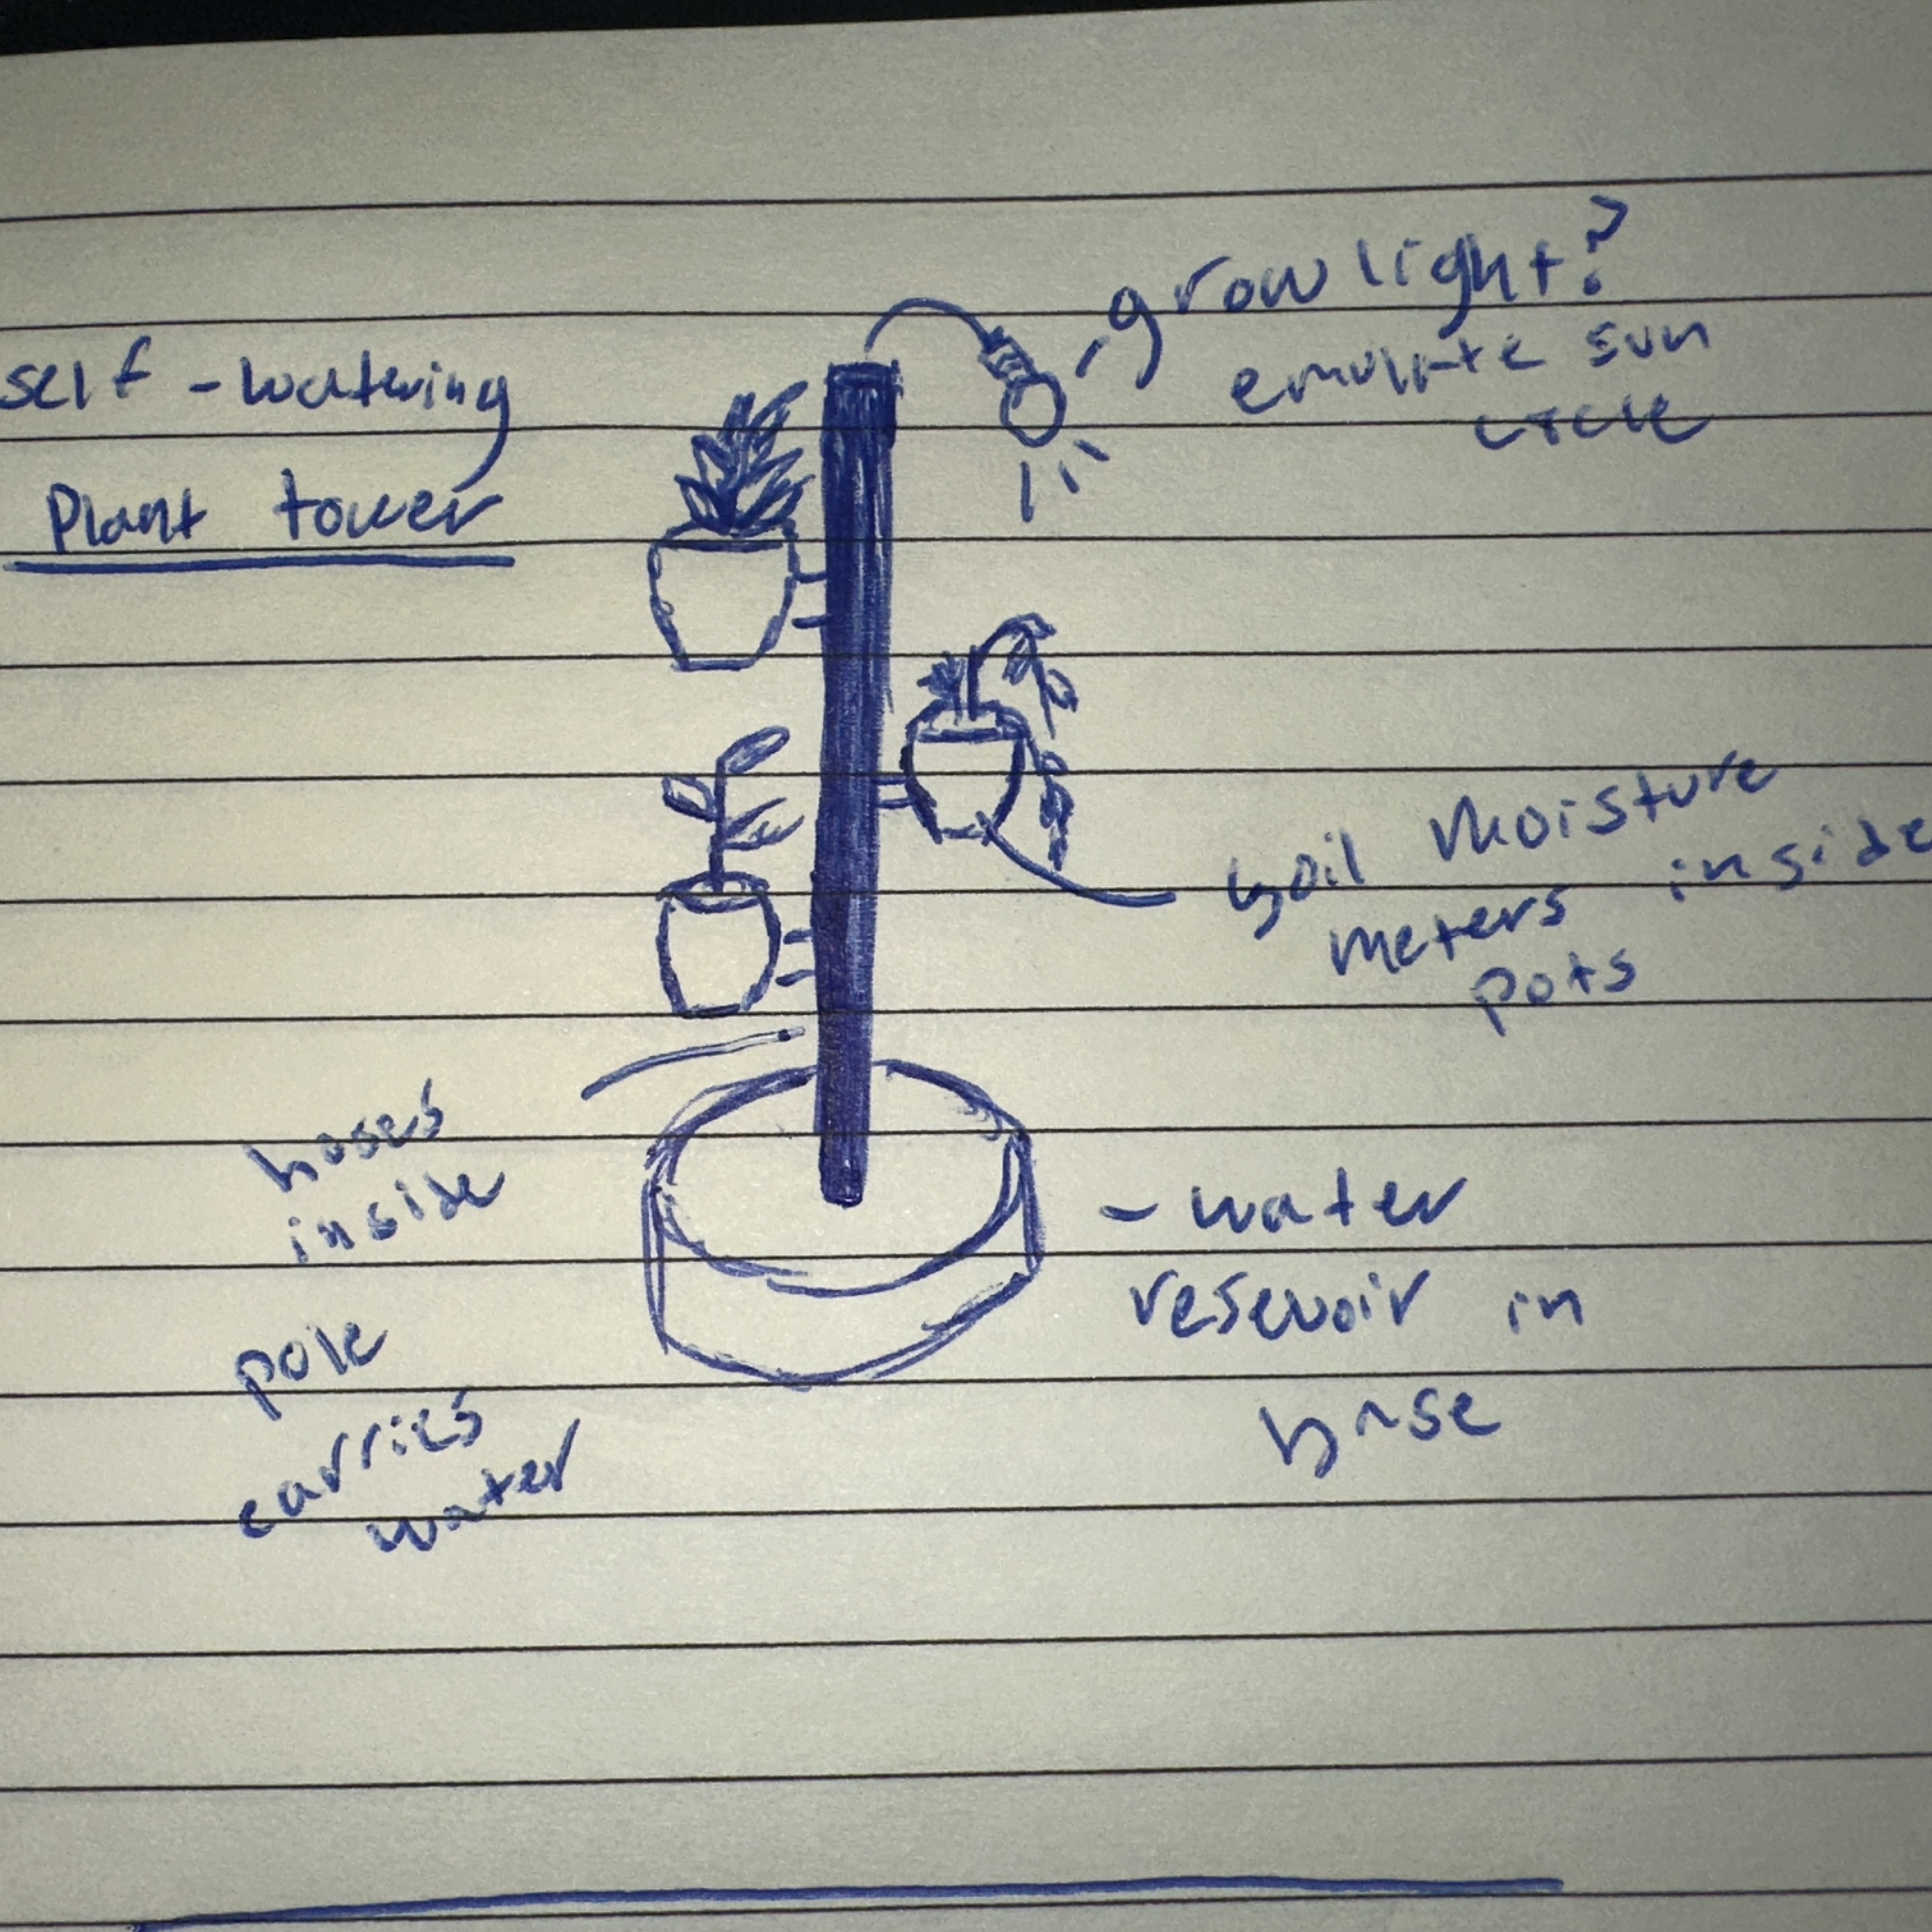 self-watering
Plant tower
grow light?
emulate sun
cycle
soil moisture
meters inside
pots
hoses
inside
pole
carries
water
- water
resevoir in
base